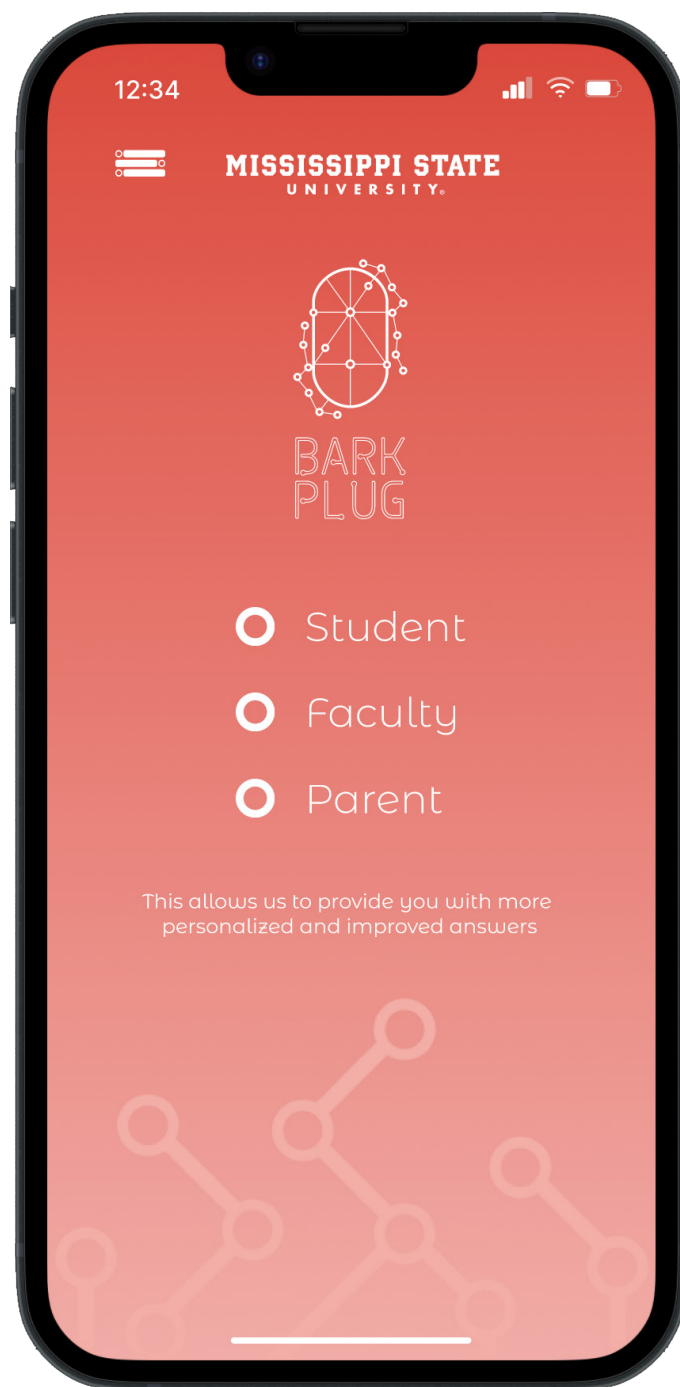 12:34
MISSISSIPPI STATE
UNIVERSITY®
BARK
PLUG
Student
Faculty
Parent
This allows us to provide you with more
personalized and improved answers